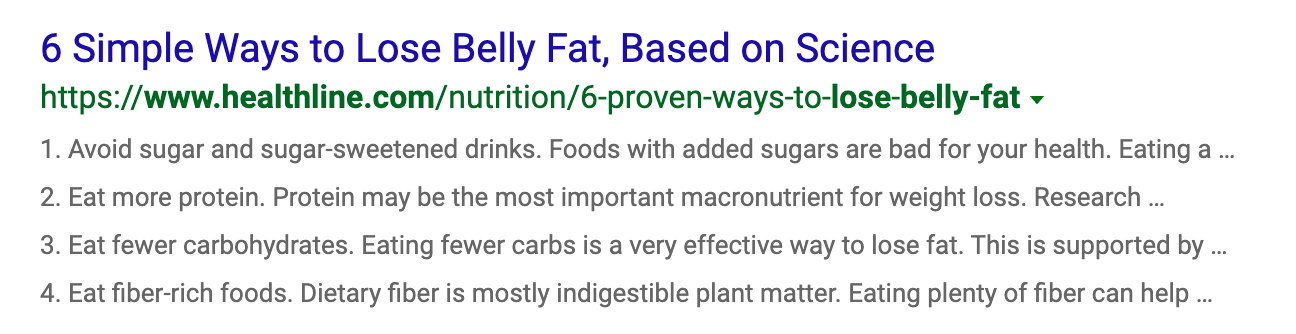 6 Simple Ways to Lose Belly Fat, Based on Science
https://www.healthline.com/nutrition/6-proven-ways-to-lose-belly-fat
1. Avoid sugar and sugar-sweetened drinks. Foods with added sugars are bad for your health. Eating a ...
2. Eat more protein. Protein may be the most important macronutrient for weight loss. Research ...
3. Eat fewer carbohydrates. Eating fewer carbs is a very effective way to lose fat. This is supported by ...
4. Eat fiber-rich foods. Dietary fiber is mostly indigestible plant matter. Eating plenty of fiber can help ...